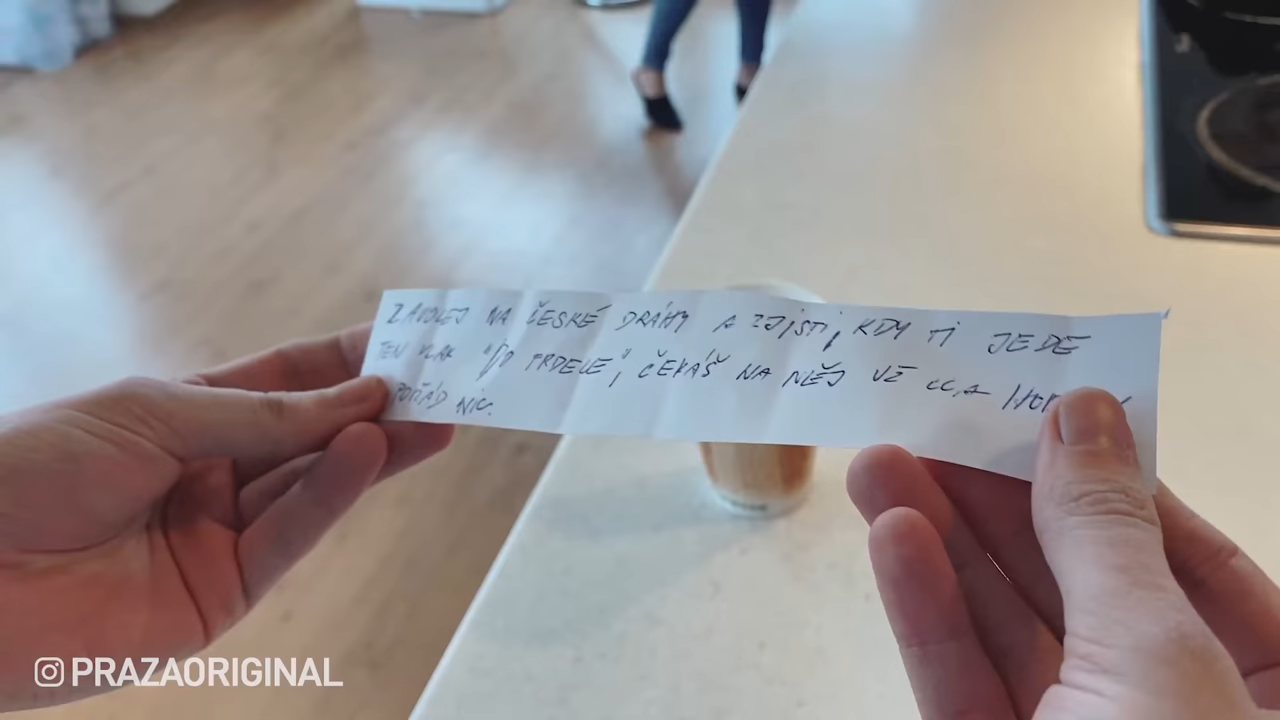 ZAVOLEJ NA ČESKÉ DRÁHY A ZJISTI, KDY TI JEDE
TEN VLAK "DO PRDELE", ČEKÁŠ NA NĚJ UŽ CCA
POŘÁD NIC.
PRAZAORIGINAL